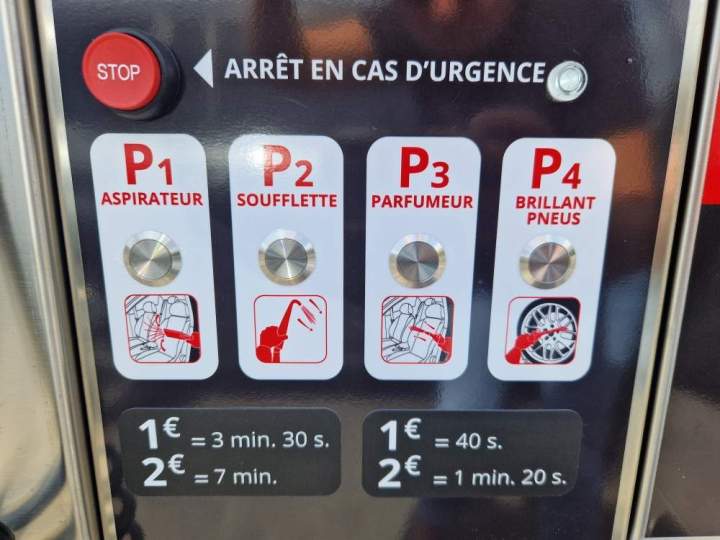 STOP
ARRÊT EN CAS D'URGENCE
P1
ASPIRATEUR
P2
SOUFFLETTE
P3
PARFUMEUR
P4
BRILLANT
PNEUS
1€ = 3 min. 30 s.
2€ = 7 min.
1€ = 40 s.
2€ = 1 min. 20 s.